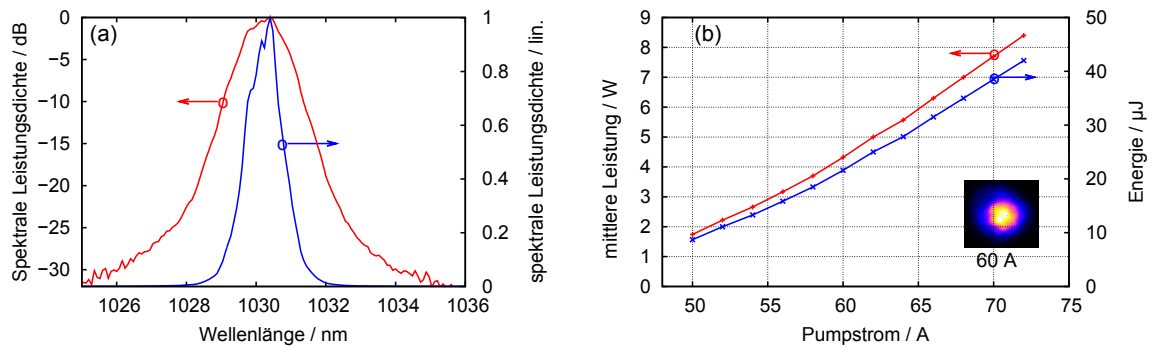 (a)
Spektrale Leistungsdichte / dB
0
−5
−10
−15
−20
−25
−30
1026 1028 1030 1032 1034 1036
Wellenlänge / nm
1
0.8
0.6
0.4
0.2
0
spektrale Leistungsdichte / lin.
(b)
mittlere Leistung / W
9
8
7
6
5
4
3
2
1
0
50 55 60 65 70 75
Pumpstrom / A
50
40
30
20
10
0
Energie / µJ
60 A